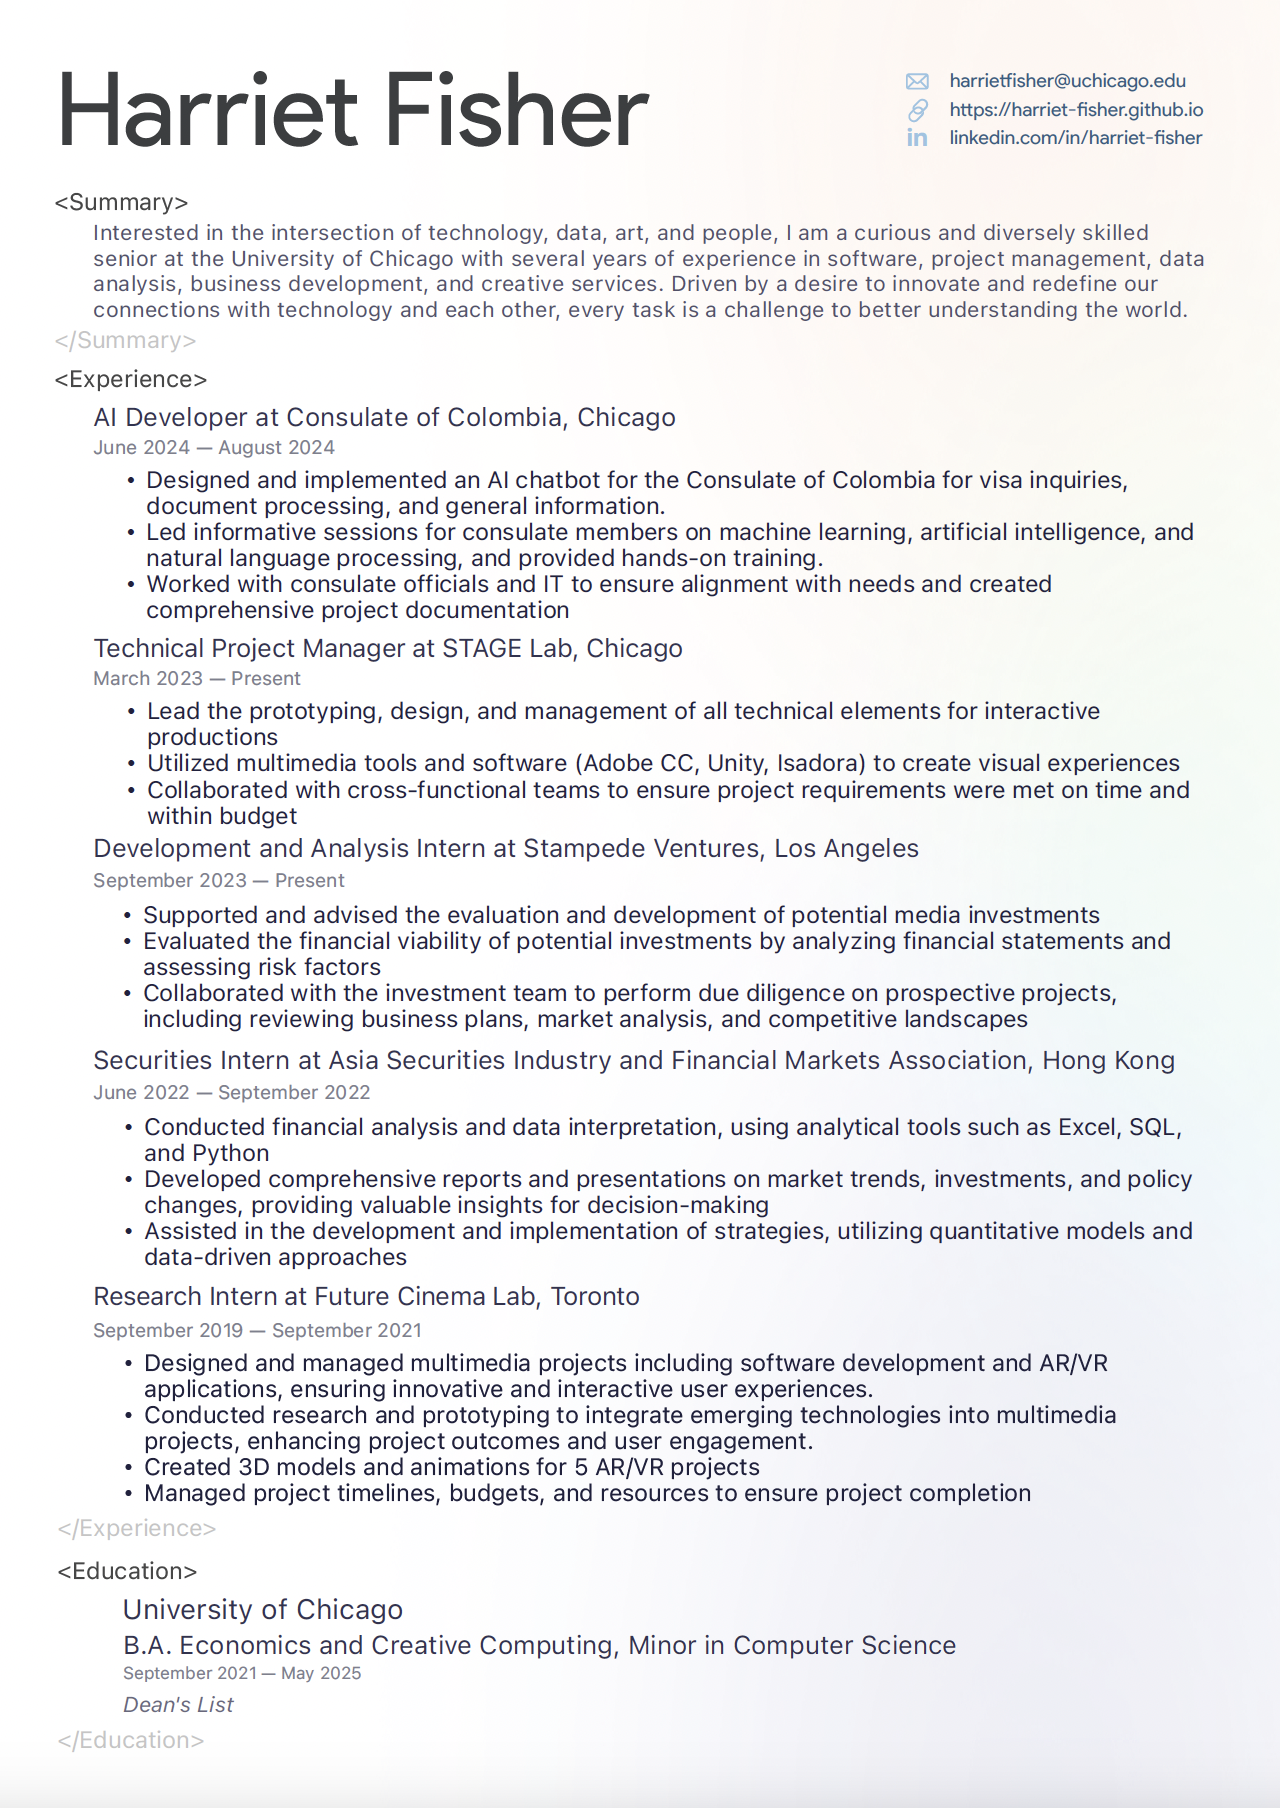 Harriet Fisher
harrietfisher@uchicago.edu
https://harriet-fisher.github.io
in linkedin.com/in/harriet-fisher
<Summary>
Interested in the intersection of technology, data, art, and people, I am a curious and diversely skilled
senior at the University of Chicago with several years of experience in software, project management, data
analysis, business development, and creative services. Driven by a desire to innovate and redefine our
connections with technology and each other, every task is a challenge to better understanding the world.
</Summary>
<Experience>
AI Developer at Consulate of Colombia, Chicago
June 2024 — August 2024
• Designed and implemented an AI chatbot for the Consulate of Colombia for visa inquiries,
document processing, and general information.
• Led informative sessions for consulate members on machine learning, artificial intelligence, and
natural language processing, and provided hands-on training.
• Worked with consulate officials and IT to ensure alignment with needs and created
comprehensive project documentation
Technical Project Manager at STAGE Lab, Chicago
March 2023 — Present
• Lead the prototyping, design, and management of all technical elements for interactive
productions
• Utilized multimedia tools and software (Adobe CC, Unity, Isadora) to create visual experiences
• Collaborated with cross-functional teams to ensure project requirements were met on time and
within budget
Development and Analysis Intern at Stampede Ventures, Los Angeles
September 2023 — Present
• Supported and advised the evaluation and development of potential media investments
• Evaluated the financial viability of potential investments by analyzing financial statements and
assessing risk factors
• Collaborated with the investment team to perform due diligence on prospective projects,
including reviewing business plans, market analysis, and competitive landscapes
Securities Intern at Asia Securities Industry and Financial Markets Association, Hong Kong
June 2022 — September 2022
• Conducted financial analysis and data interpretation, using analytical tools such as Excel, SQL,
and Python
• Developed comprehensive reports and presentations on market trends, investments, and policy
changes, providing valuable insights for decision-making
• Assisted in the development and implementation of strategies, utilizing quantitative models and
data-driven approaches
Research Intern at Future Cinema Lab, Toronto
September 2019 — September 2021
• Designed and managed multimedia projects including software development and AR/VR
applications, ensuring innovative and interactive user experiences.
• Conducted research and prototyping to integrate emerging technologies into multimedia
projects, enhancing project outcomes and user engagement.
• Created 3D models and animations for 5 AR/VR projects
• Managed project timelines, budgets, and resources to ensure project completion
</Experience>
<Education>
University of Chicago
B.A. Economics and Creative Computing, Minor in Computer Science
September 2021 — May 2025
Dean's List
</Education>